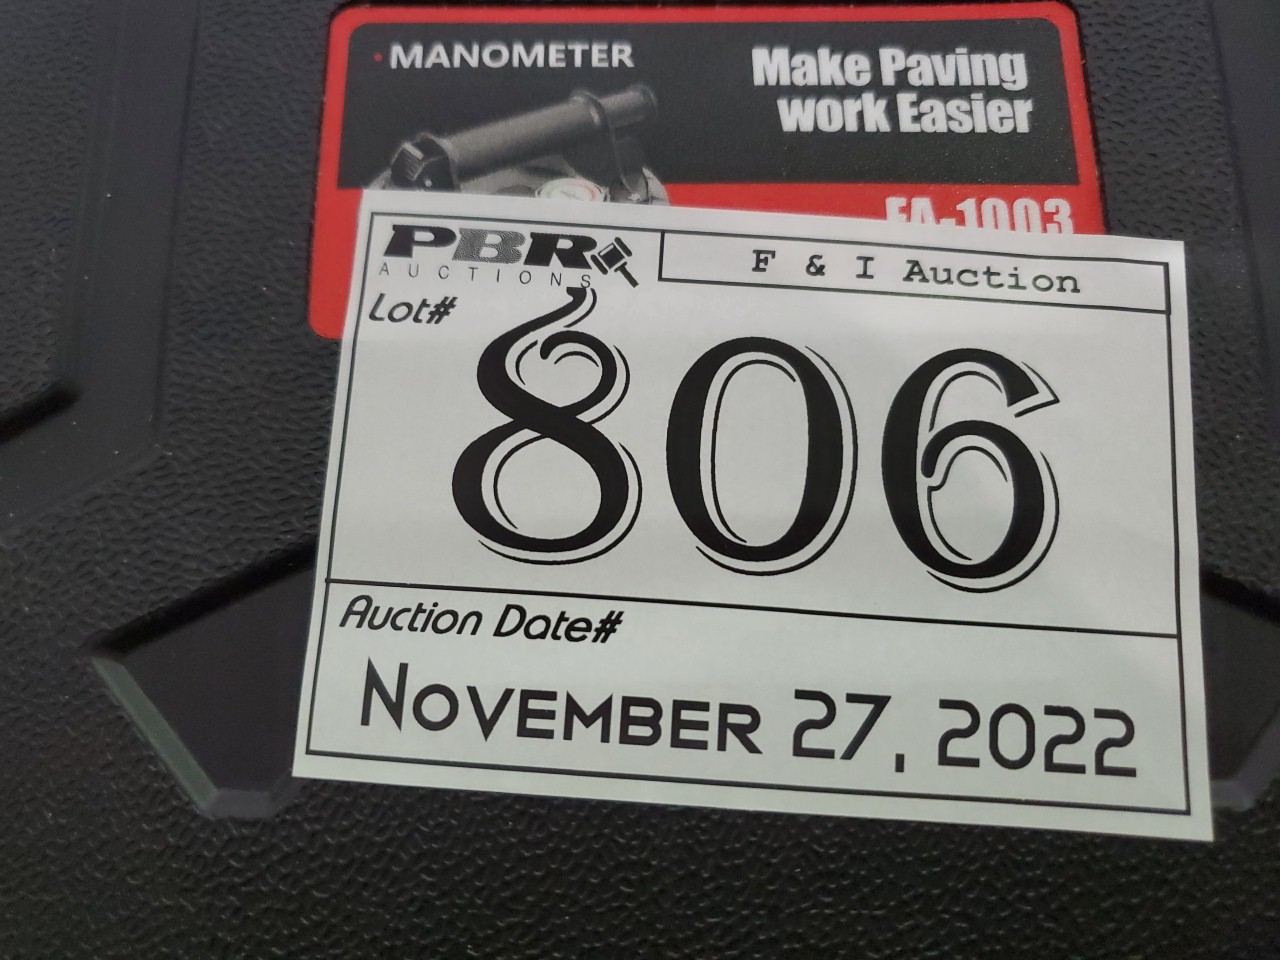 • MANOMETER
Make Paving
work Easier
FA-1003
PBR
AUCTIONS
F & I Auction
Lot#
806
Auction Date#
November 27, 2022